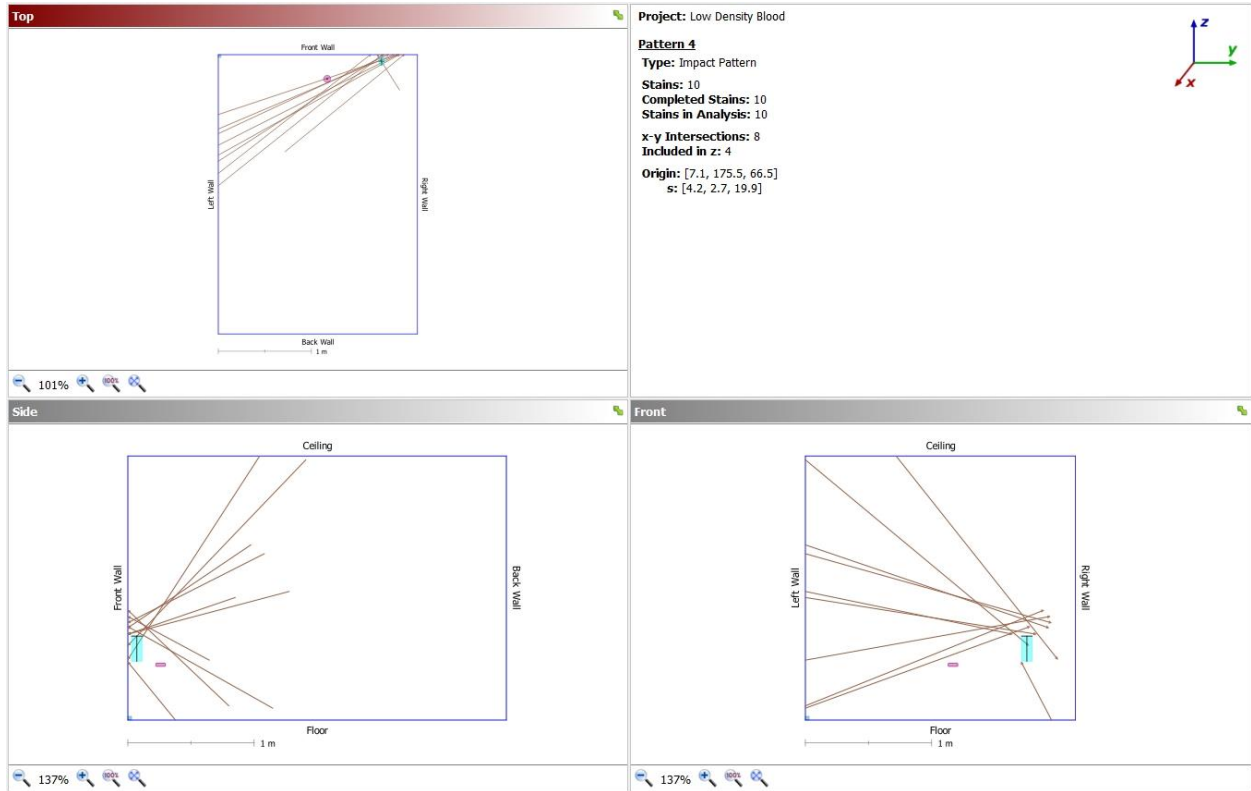 Top
Front Wall
Left Wall
Right Wall
Back Wall
1 m
101%
Project: Low Density Blood
Pattern 4
Type: Impact Pattern
Stains: 10
Completed Stains: 10
Stains in Analysis: 10
x-y Intersections: 8
Included in z: 4
Origin: [7.1, 175.5, 66.5]
s: [4.2, 2.7, 19.9]
z
y
x
Side
Ceiling
Front Wall
Back Wall
Floor
1 m
137%
Front
Ceiling
Left Wall
Right Wall
Floor
1 m
137%